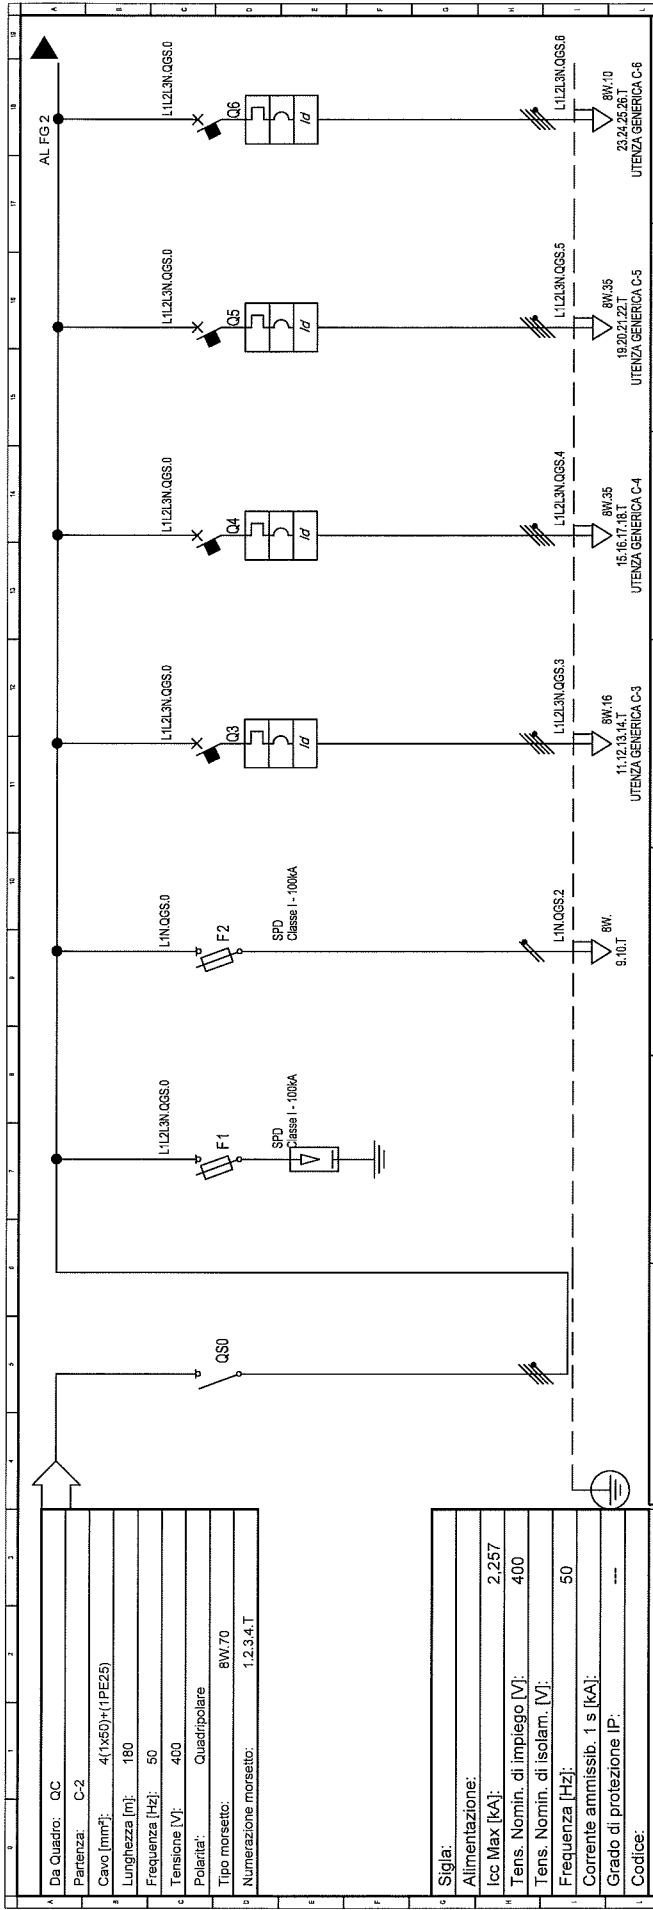 Da Quadro: QC
Partenza: C-2
Cavo [mm²]: 4(1x50)+(1PE25)
Lunghezza [m]: 180
Frequenza [Hz]: 50
Tensione [V]: 400
Polarita': Quadripolare
Tipo morsetto: 8W.70
Numerazione morsetto: 1.2.3.4.T
Sigla:
Alimentazione:
Icc Max [kA]: 2,257
Tens. Nomin. di impiego [V]: 400
Tens. Nomin. di isolam. [V]:
Frequenza [Hz]: 50
Corrente ammissib. 1 s [kA]:
Grado di protezione IP: ---
Codice:
QS0
L1L2L3N.QGS.0
F1
SPD
Classe I - 100kA
L1N.QGS.0
F2
SPD
Classe I - 100kA
L1N.QGS.2
8W.
9.10.T
L1L2L3N.QGS.0
Q3
Id
L1L2L3N.QGS.3
8W.16
11.12.13.14.T
UTENZA GENERICA C-3
L1L2L3N.QGS.0
Q4
Id
L1L2L3N.QGS.4
8W.35
15.16.17.18.T
UTENZA GENERICA C-4
L1L2L3N.QGS.0
Q5
Id
L1L2L3N.QGS.5
8W.35
19.20.21.22.T
UTENZA GENERICA C-5
AL FG 2
L1L2L3N.QGS.0
Q6
Id
L1L2L3N.QGS.6
8W.10
23.24.25.26.T
UTENZA GENERICA C-6